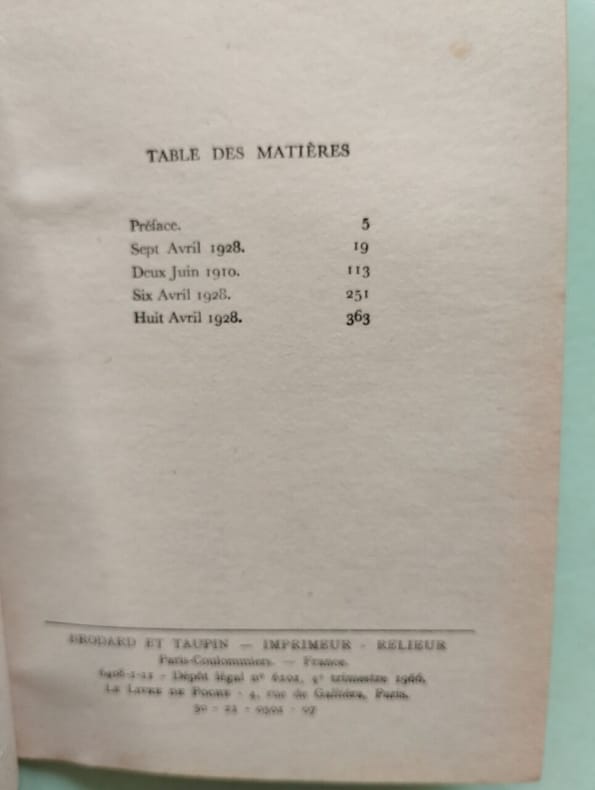 TABLE DES MATIÈRES
Préface. 5
Sept Avril 1928. 19
Deux Juin 1910. 113
Six Avril 1928. 251
Huit Avril 1928. 363
BRODARD ET TAUPIN — IMPRIMEUR - RELIEUR
Paris-Coulommiers. — France.
Dépôt légal nº trimestre 1966.
LE LIVRE DE POCHE - 4, rue de Galliéra, Paris.